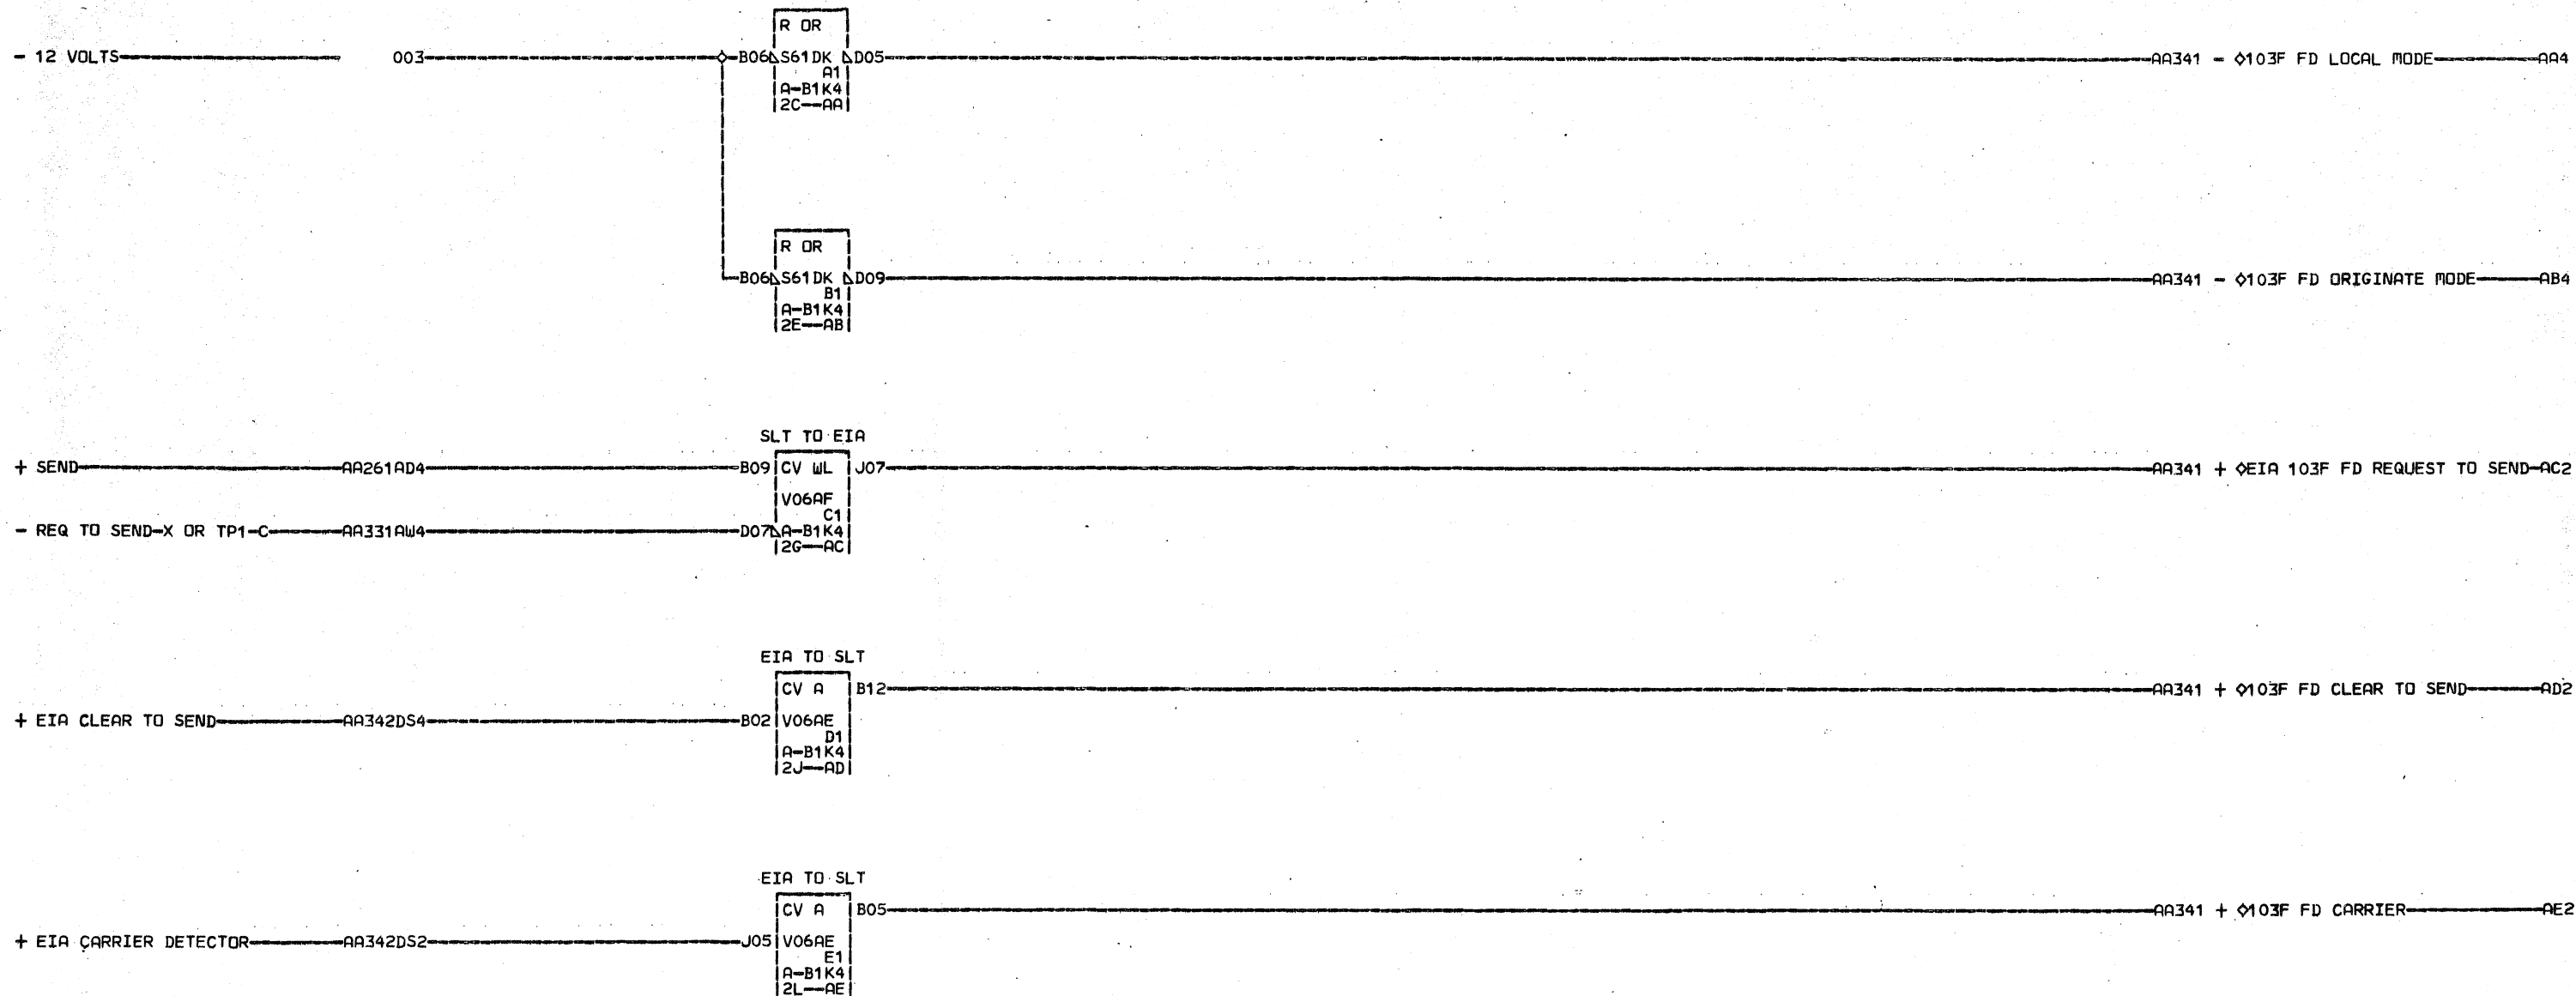 R OR
- 12 VOLTS 003 B06 S61DK D05 AA341 - ◇103F FD LOCAL MODE AA4
A1
A-B1K4
2C—AA
R OR
B06 S61DK D09 AA341 - ◇103F FD ORIGINATE MODE AB4
B1
A-B1K4
2E—AB
SLT TO EIA
+ SEND AA261AD4 B09 CV WL J07 AA341 + ◇EIA 103F FD REQUEST TO SEND-AC2
V06AF
C1
- REQ TO SEND-X OR TP1-C AA331AW4 D07 A-B1K4
2G—AC
EIA TO SLT
CV A B12 AA341 + ◇103F FD CLEAR TO SEND AD2
+ EIA CLEAR TO SEND AA342DS4 B02 V06AE
D1
A-B1K4
2J—AD
EIA TO SLT
CV A B05 AA341 + ◇103F FD CARRIER AE2
+ EIA CARRIER DETECTOR AA342DS2 J05 V06AE
E1
A-B1K4
2L—AE